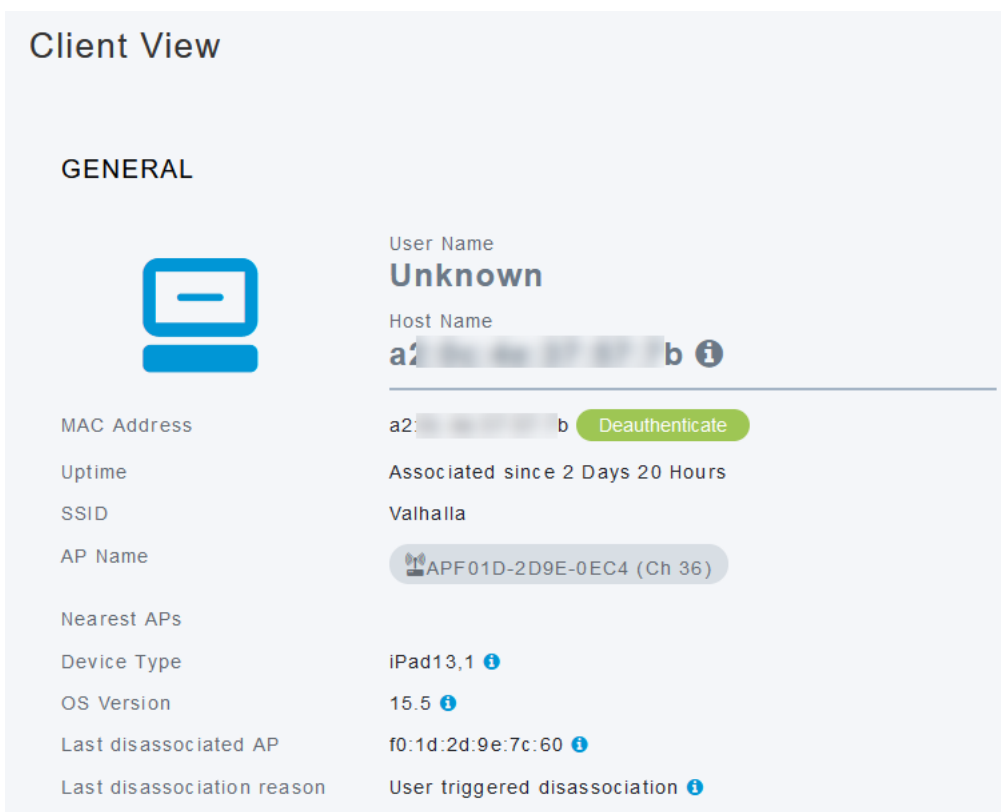 Client View
GENERAL
User Name
Unknown
Host Name
MAC Address Deauthenticate
Uptime Associated since 2 Days 20 Hours
SSID Valhalla
AP Name APF01D-2D9E-0EC4 (Ch 36)
Nearest APs
Device Type iPad13,1
OS Version 15.5
Last disassociated AP f0:1d:2d:9e:7c:60
Last disassociation reason User triggered disassociation